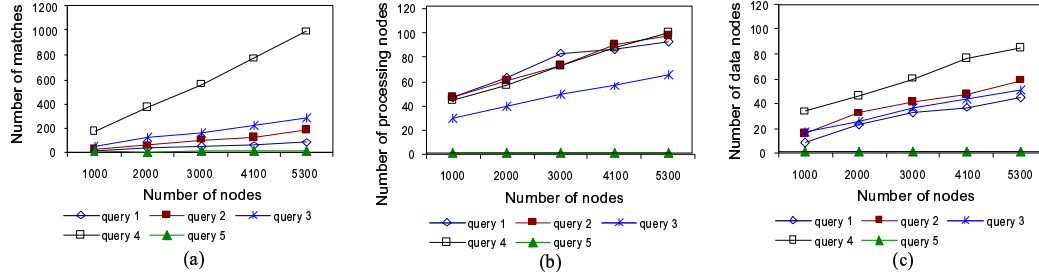 Number of matches
1200
1000
800
600
400
200
0
1000 2000 3000 4100 5300
Number of nodes
query 1 query 2 query 3
query 4 query 5
(a)
Number of processing nodes
120
100
80
60
40
20
0
1000 2000 3000 4100 5300
Number of nodes
query 1 query 2 query 3
query 4 query 5
(b)
Number of data nodes
120
100
80
60
40
20
0
1000 2000 3000 4100 5300
Number of nodes
query 1 query 2 query 3
query 4 query 5
(c)